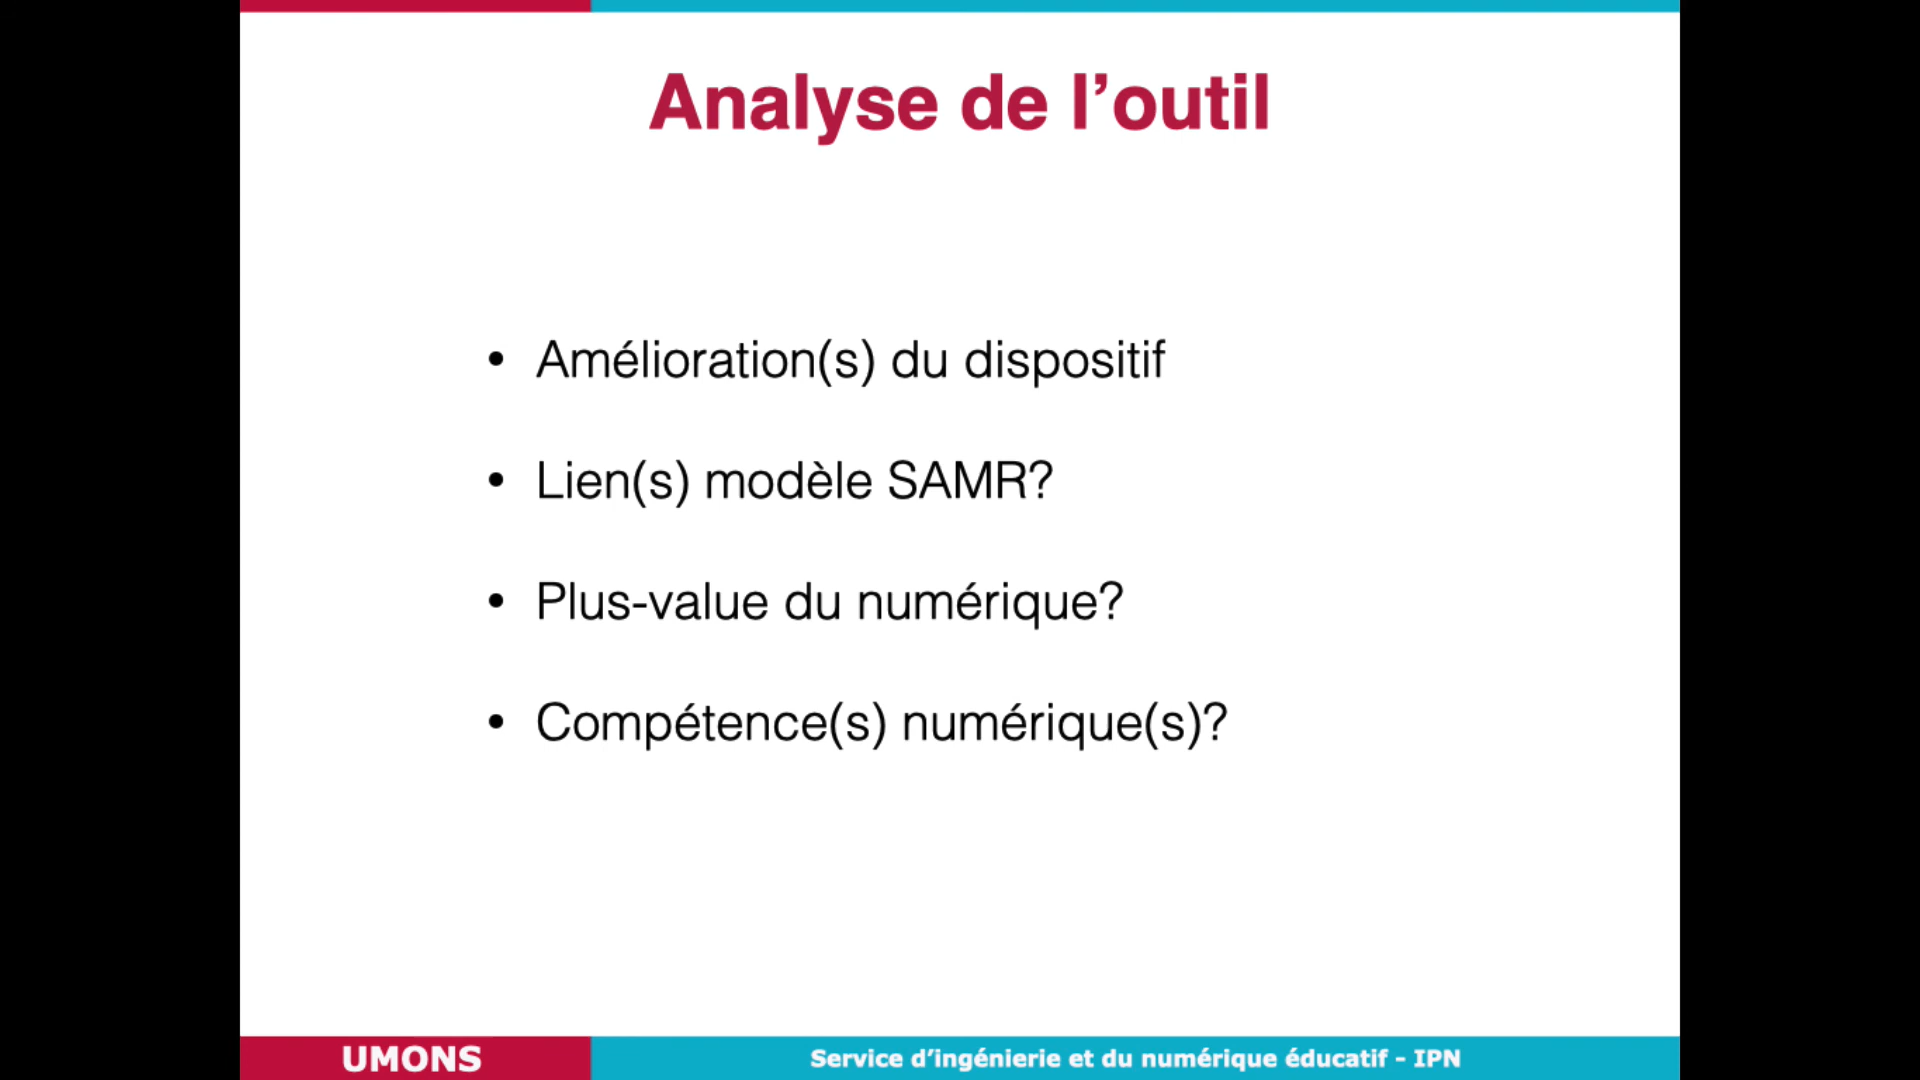 Analyse de l’outil
• Amélioration(s) du dispositif
• Lien(s) modèle SAMR?
• Plus-value du numérique?
• Compétence(s) numérique(s)?
UMONS
Service d’ingénierie et du numérique éducatif - IPN